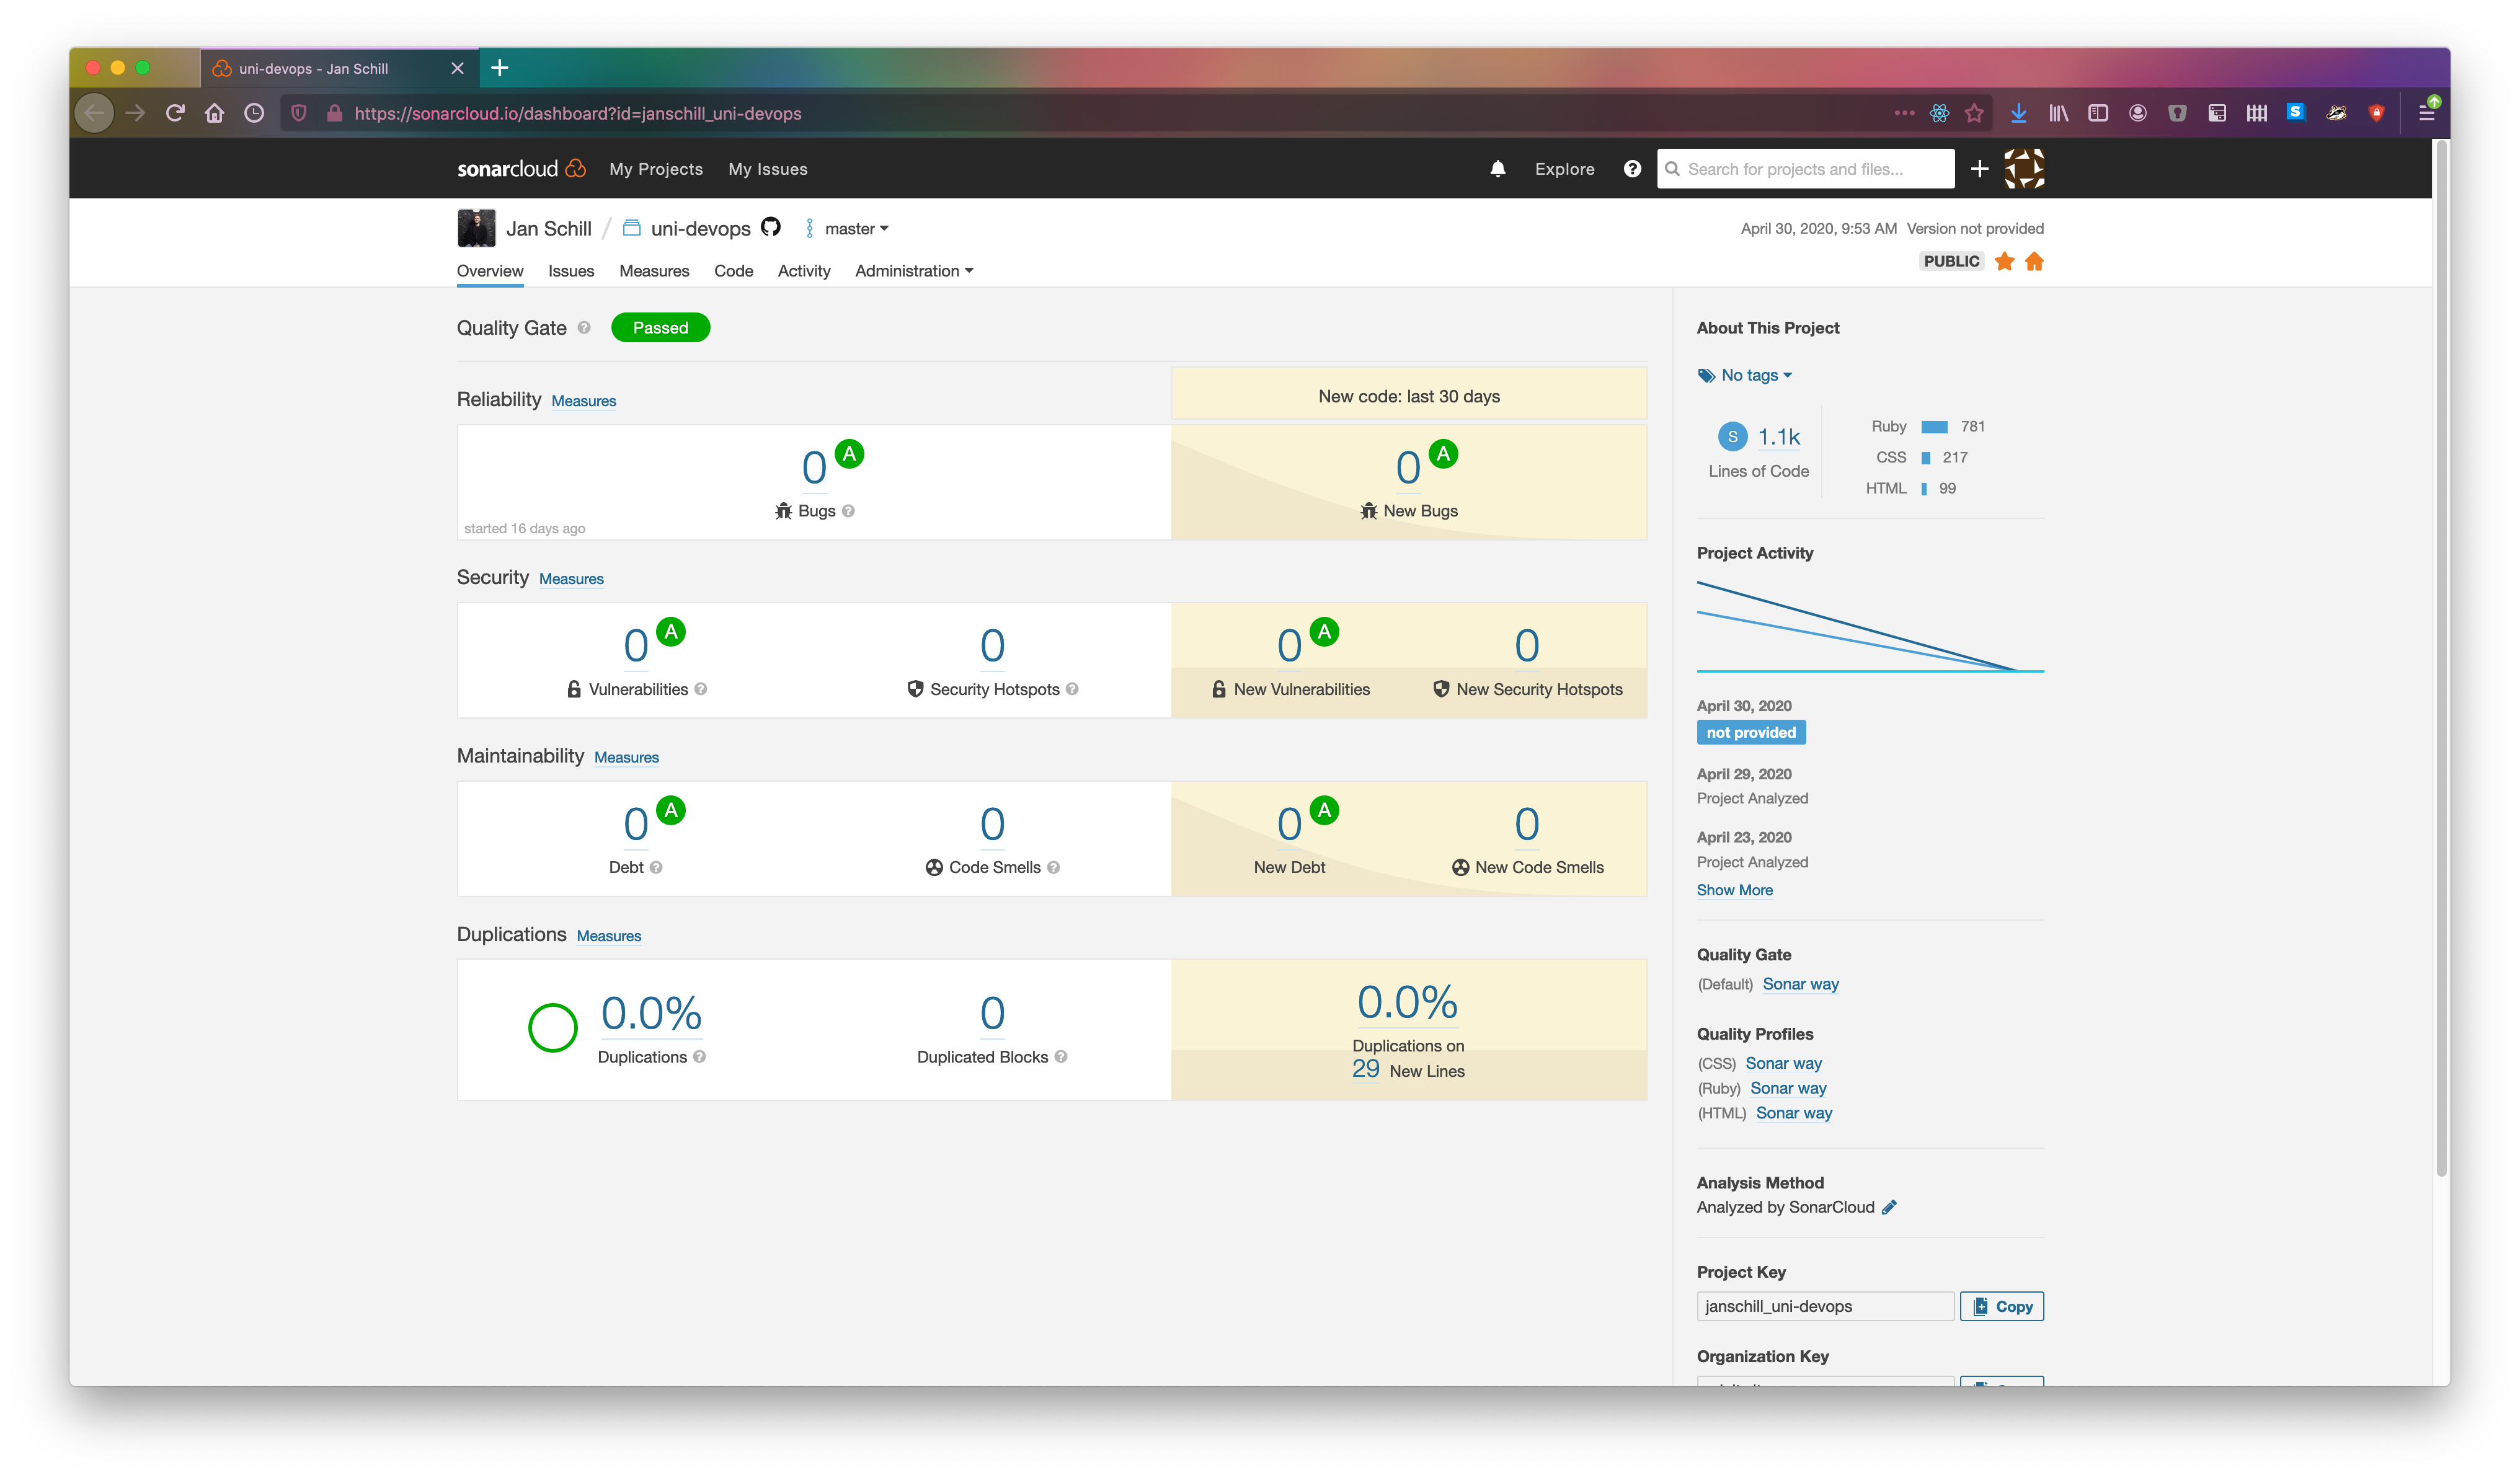 uni-devops - Jan Schill
https://sonarcloud.io/dashboard?id=janschill_uni-devops
S
sonarcloud My Projects My Issues Explore ? Search for projects and files...
Jan Schill / uni-devops master
April 30, 2020, 9:53 AM Version not provided
PUBLIC
Overview Issues Measures Code Activity Administration
Quality Gate ? Passed
Reliability Measures
New code: last 30 days
0 A
Bugs ?
started 16 days ago
0 A
New Bugs
Security Measures
0 A
Vulnerabilities ?
0
Security Hotspots ?
0 A
New Vulnerabilities
0
New Security Hotspots
Maintainability Measures
0 A
Debt ?
0
Code Smells ?
0 A
New Debt
0
New Code Smells
Duplications Measures
0.0%
Duplications ?
0
Duplicated Blocks ?
0.0%
Duplications on
29 New Lines
About This Project
No tags
S 1.1k
Lines of Code
Ruby 781
CSS 217
HTML 99
Project Activity
April 30, 2020
not provided
April 29, 2020
Project Analyzed
April 23, 2020
Project Analyzed
Show More
Quality Gate
(Default) Sonar way
Quality Profiles
(CSS) Sonar way
(Ruby) Sonar way
(HTML) Sonar way
Analysis Method
Analyzed by SonarCloud
Project Key
janschill_uni-devops Copy
Organization Key